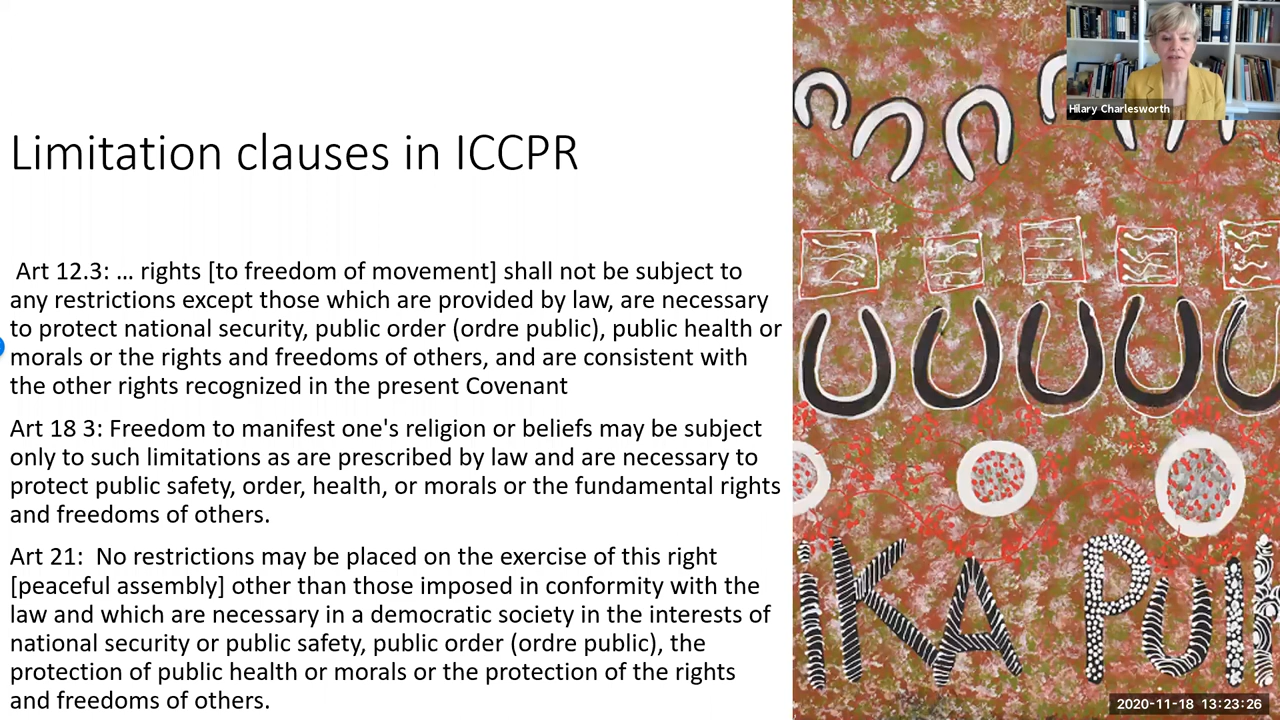 Limitation clauses in ICCPR
Art 12.3: … rights [to freedom of movement] shall not be subject to
any restrictions except those which are provided by law, are necessary
to protect national security, public order (ordre public), public health or
morals or the rights and freedoms of others, and are consistent with
the other rights recognized in the present Covenant
Art 18 3: Freedom to manifest one's religion or beliefs may be subject
only to such limitations as are prescribed by law and are necessary to
protect public safety, order, health, or morals or the fundamental rights
and freedoms of others.
Art 21:  No restrictions may be placed on the exercise of this right
[peaceful assembly] other than those imposed in conformity with the
law and which are necessary in a democratic society in the interests of
national security or public safety, public order (ordre public), the
protection of public health or morals or the protection of the rights
and freedoms of others.
Hilary Charlesworth
2020-11-18 13:23:26